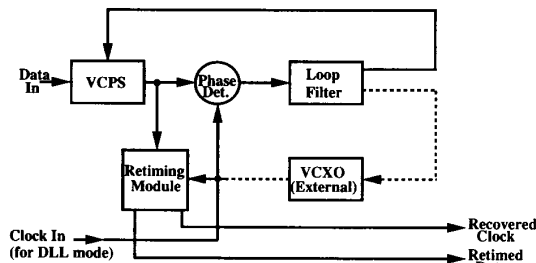 Data
In
VCPS
Phase
Det.
Loop
Filter
Retiming
Module
VCXO
(External)
Clock In
(for DLL mode)
Recovered
Clock
Retimed